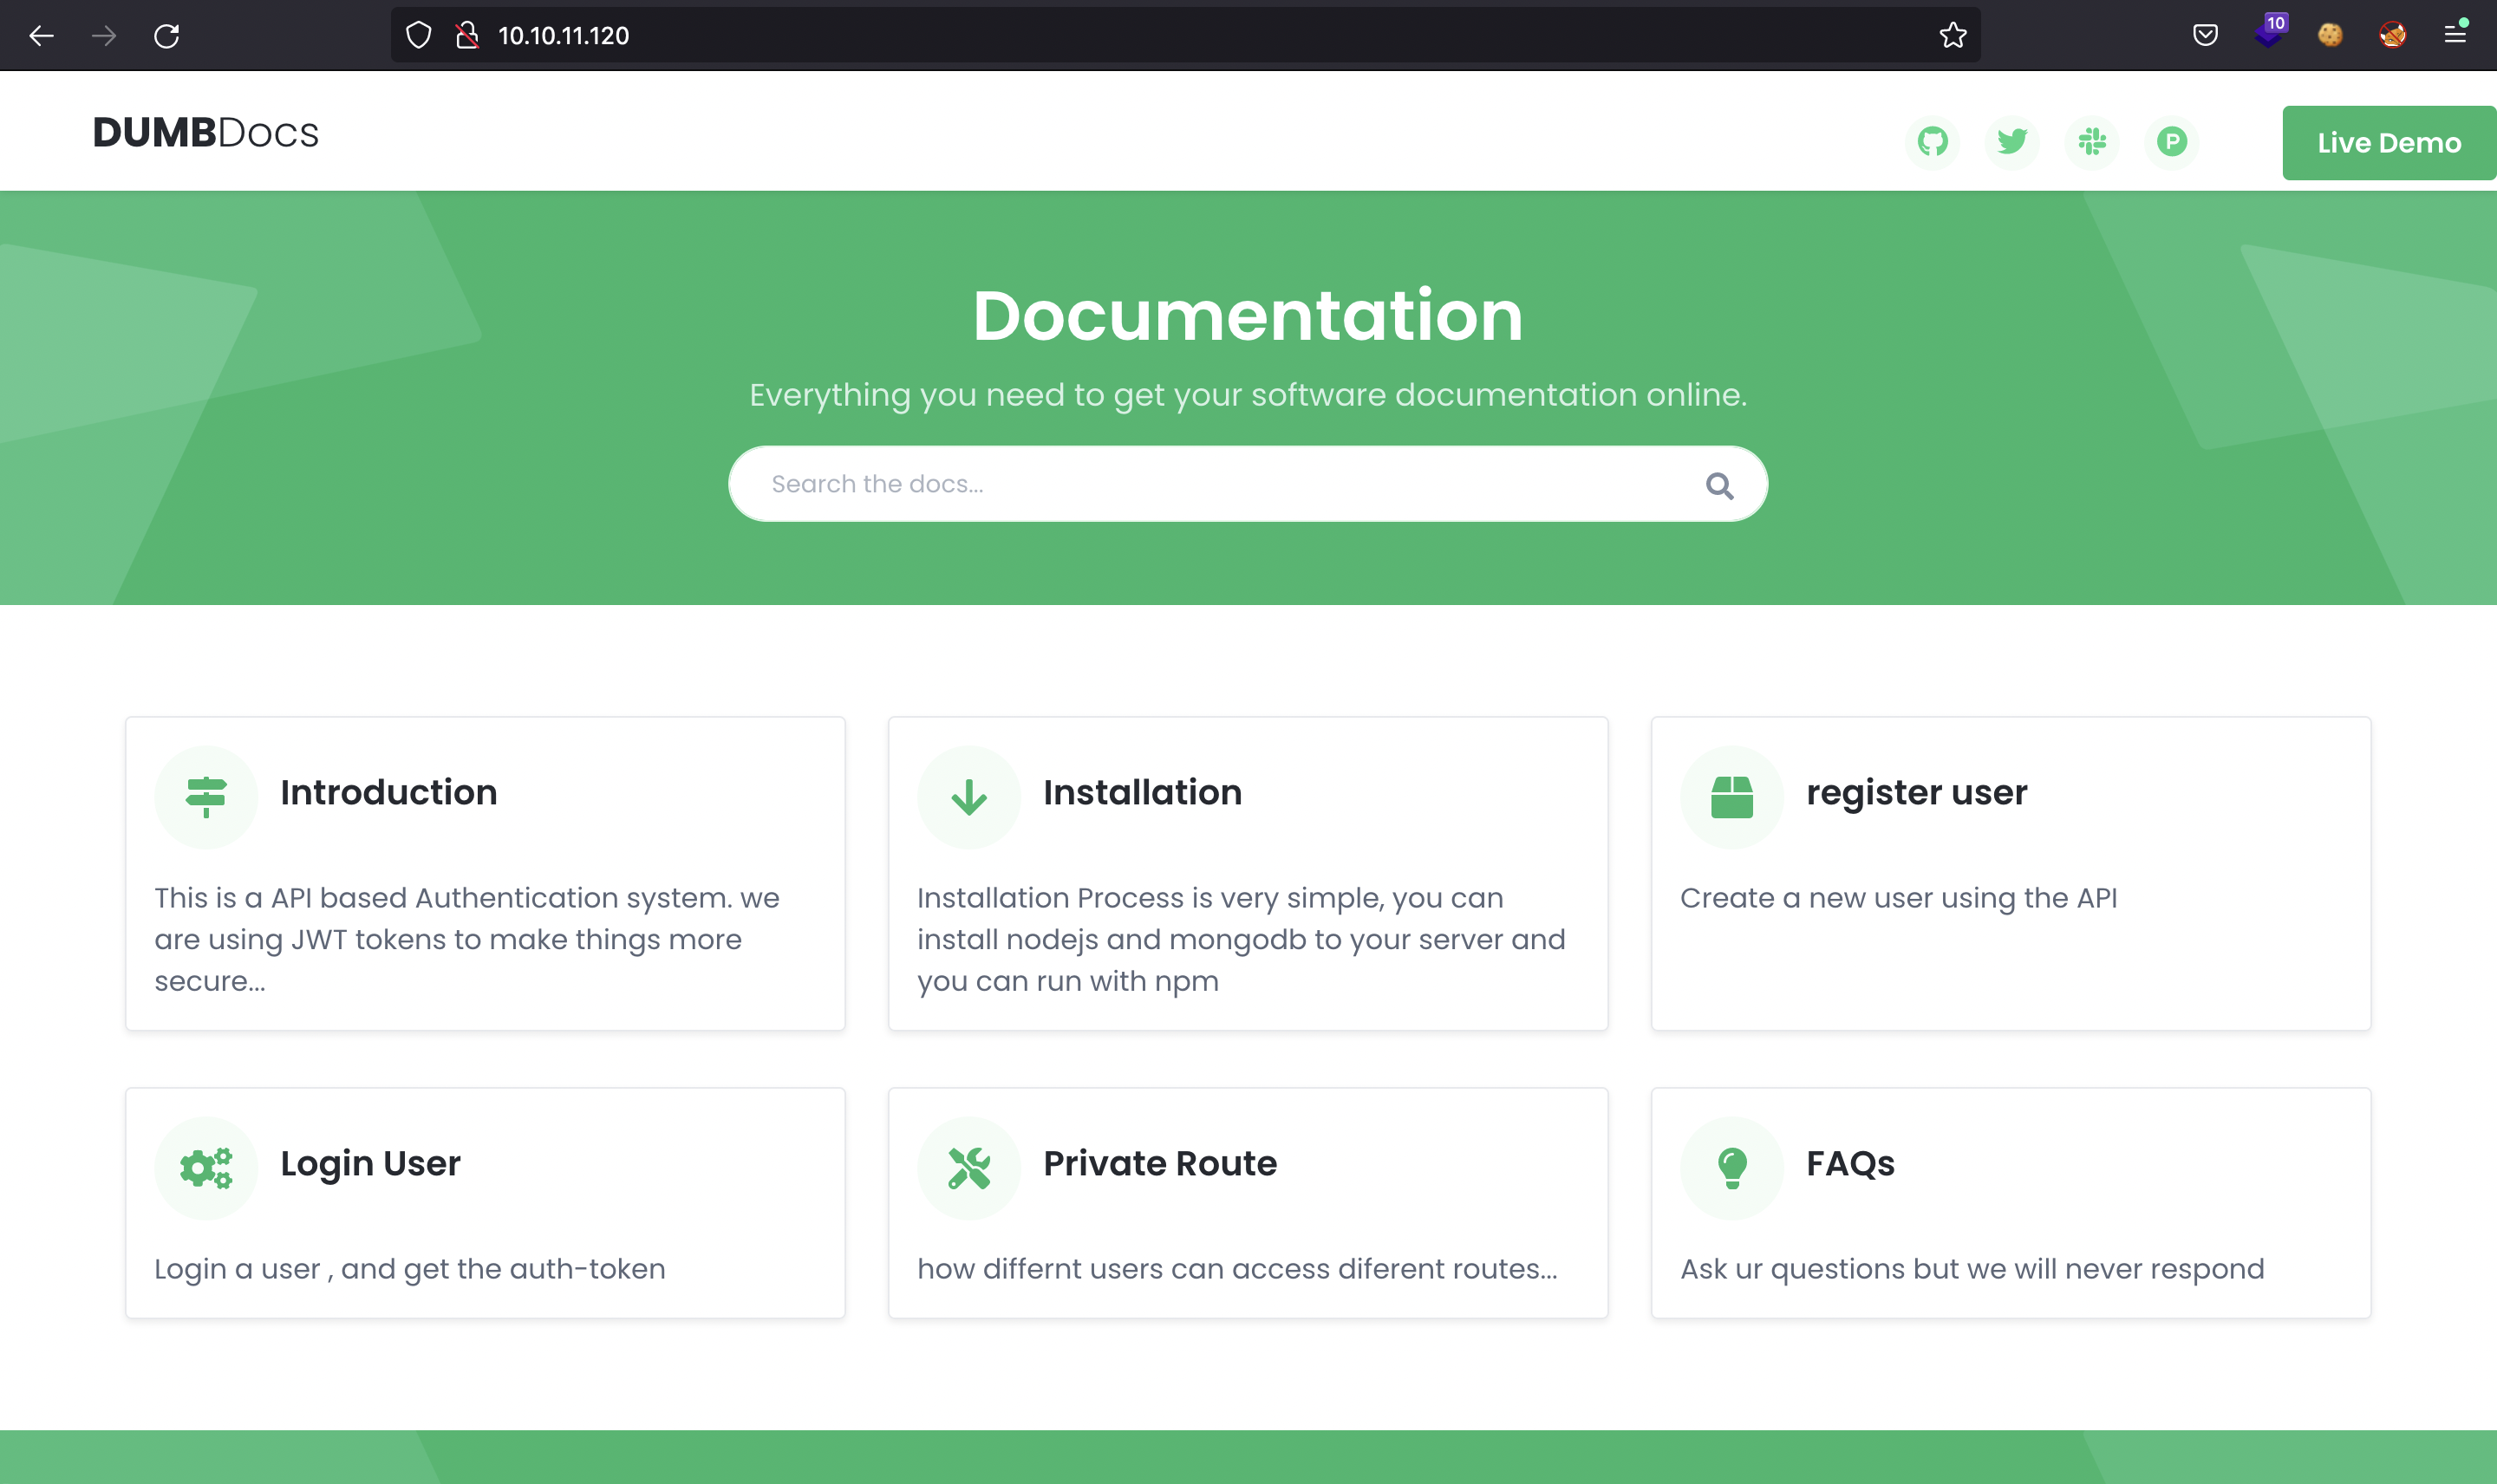 10.10.11.120
10
DUMBDocs
P
Live Demo
Documentation
Everything you need to get your software documentation online.
Search the docs...
Introduction
This is a API based Authentication system. we
are using JWT tokens to make things more
secure...
Installation
Installation Process is very simple, you can
install nodejs and mongodb to your server and
you can run with npm
register user
Create a new user using the API
Login User
Login a user , and get the auth-token
Private Route
how differnt users can access diferent routes...
FAQs
Ask ur questions but we will never respond